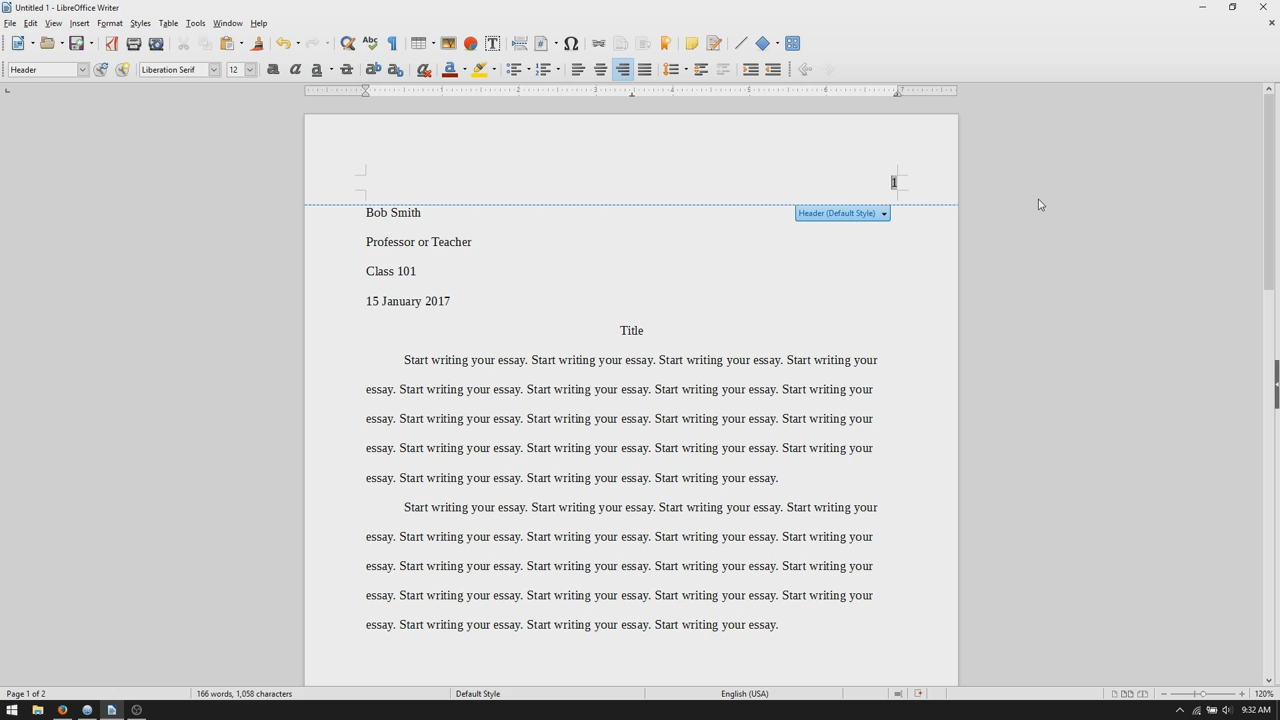 Untitled 1 - LibreOffice Writer
File Edit View Insert Format Styles Table Tools Window Help
Header Liberation Serif 12
1 2 3 4 5 6 7
1
Header (Default Style)
Bob Smith
Professor or Teacher
Class 101
15 January 2017
Title
Start writing your essay. Start writing your essay. Start writing your essay. Start writing your
essay. Start writing your essay. Start writing your essay. Start writing your essay. Start writing your
essay. Start writing your essay. Start writing your essay. Start writing your essay. Start writing your
essay. Start writing your essay. Start writing your essay. Start writing your essay. Start writing your
essay. Start writing your essay. Start writing your essay. Start writing your essay.
Start writing your essay. Start writing your essay. Start writing your essay. Start writing your
essay. Start writing your essay. Start writing your essay. Start writing your essay. Start writing your
essay. Start writing your essay. Start writing your essay. Start writing your essay. Start writing your
essay. Start writing your essay. Start writing your essay. Start writing your essay. Start writing your
essay. Start writing your essay. Start writing your essay. Start writing your essay.
Page 1 of 2 166 words, 1,058 characters Default Style English (USA) 120%
9:32 AM